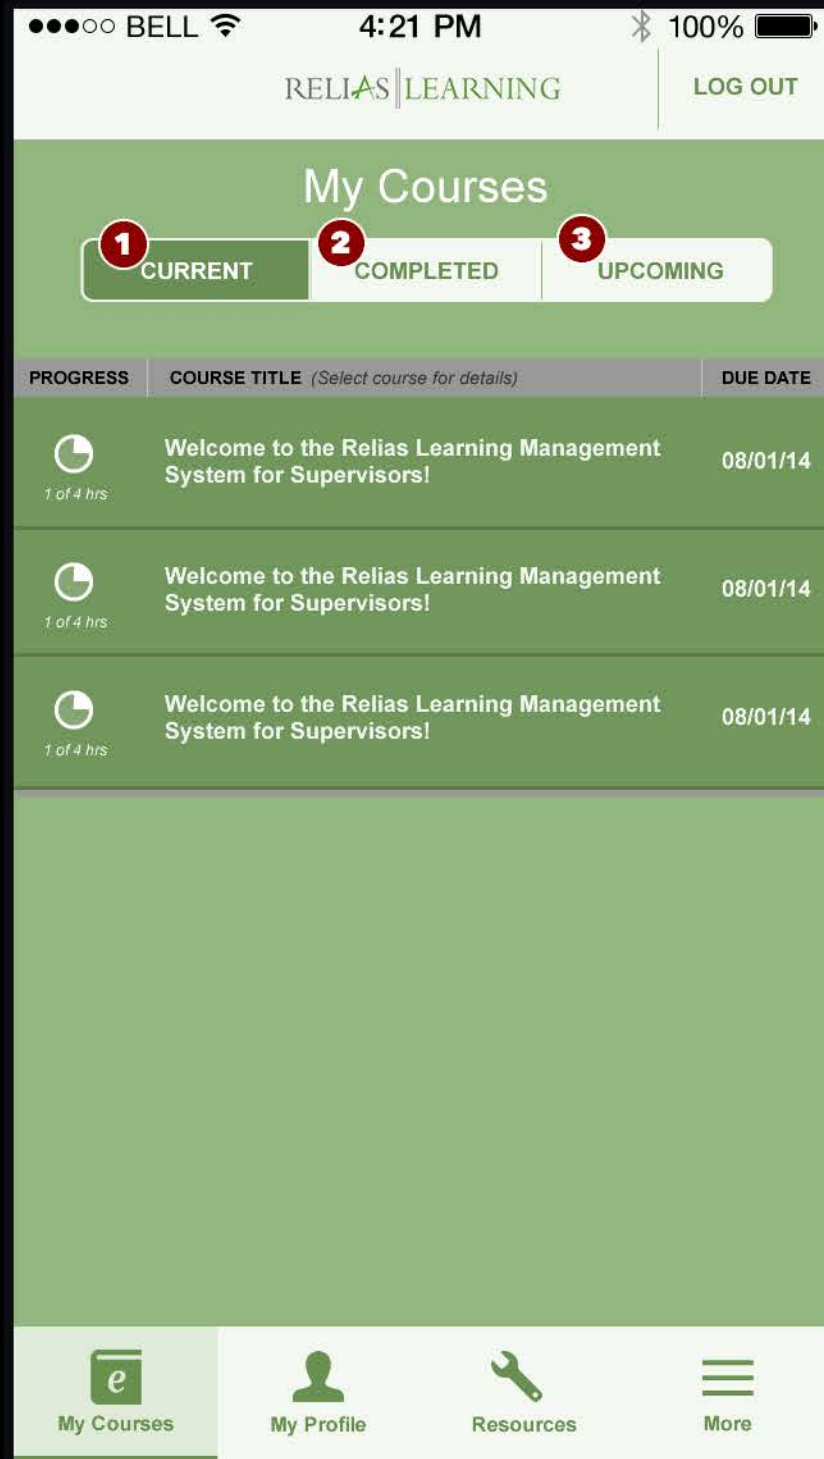 BELL 4:21 PM 100%
RELIAS LEARNING LOG OUT
My Courses
1 2 3
CURRENT COMPLETED UPCOMING
PROGRESS COURSE TITLE (Select course for details) DUE DATE
Welcome to the Relias Learning Management
System for Supervisors!
08/01/14
1 of 4 hrs
Welcome to the Relias Learning Management
System for Supervisors!
08/01/14
1 of 4 hrs
Welcome to the Relias Learning Management
System for Supervisors!
08/01/14
1 of 4 hrs
e
My Courses My Profile Resources More